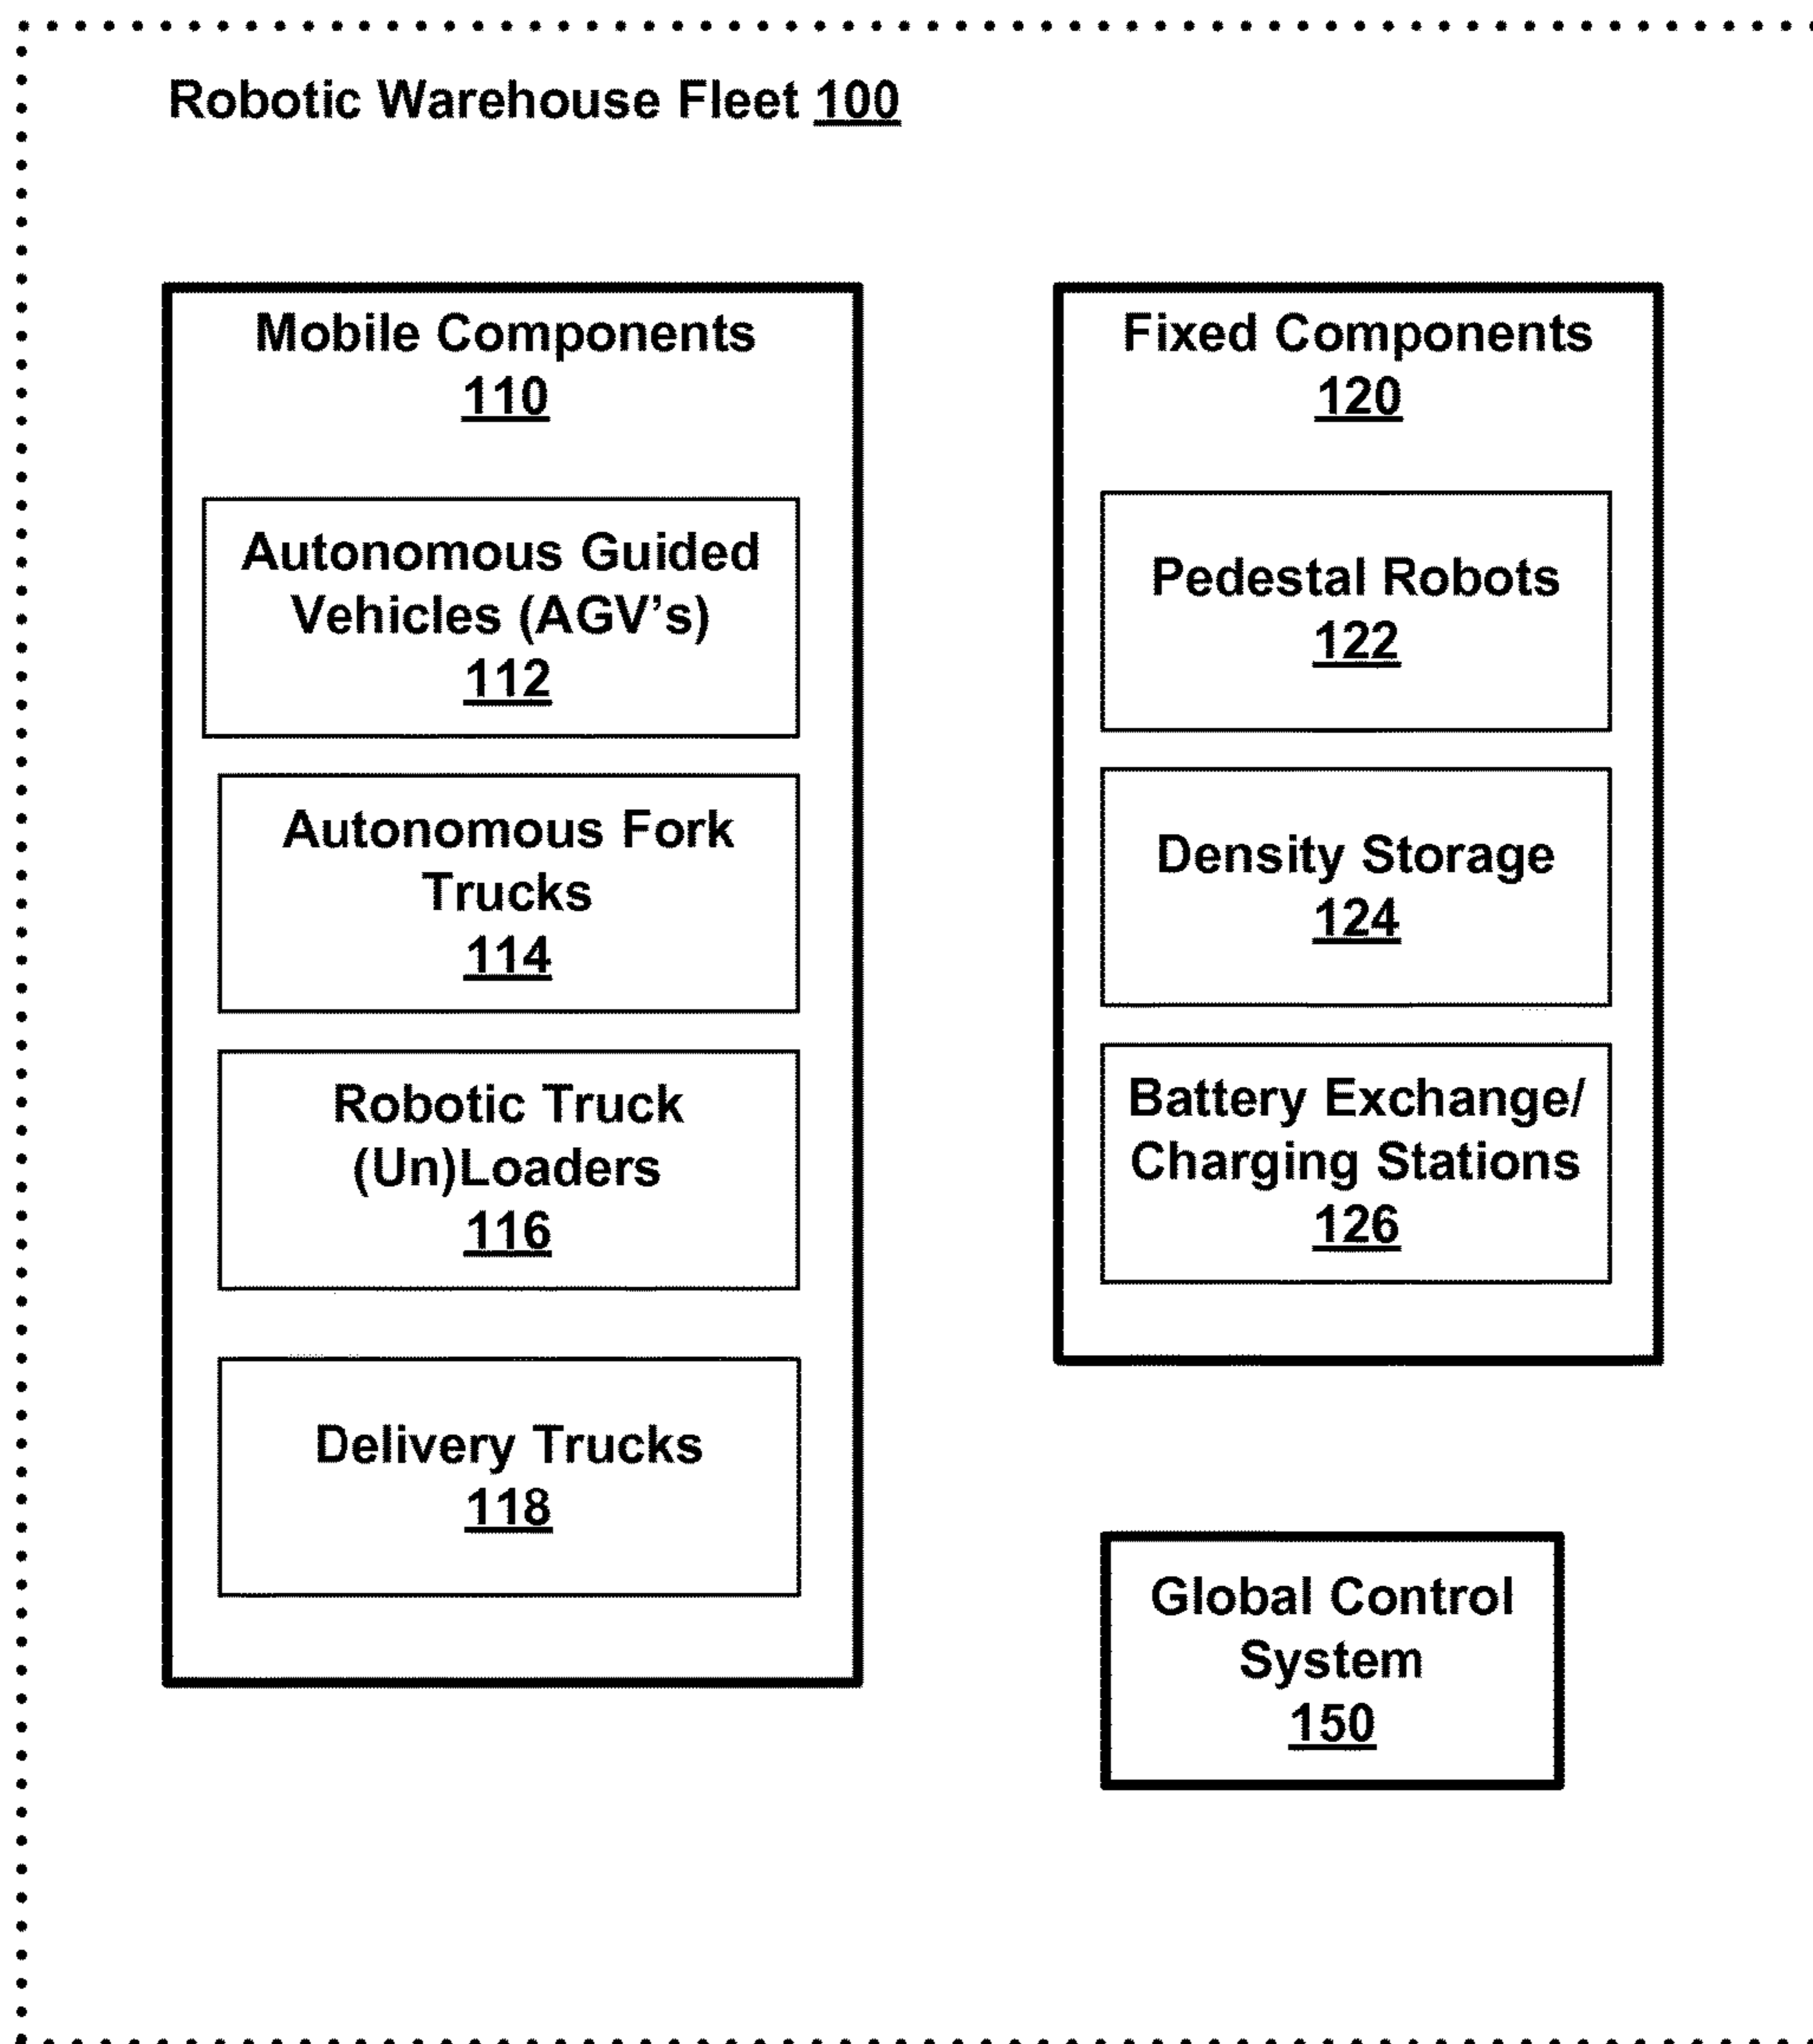 Robotic Warehouse Fleet 100
Mobile Components
110
Autonomous Guided
Vehicles (AGV's)
112
Autonomous Fork
Trucks
114
Robotic Truck
(Un)Loaders
116
Delivery Trucks
118
Fixed Components
120
Pedestal Robots
122
Density Storage
124
Battery Exchange/
Charging Stations
126
Global Control
System
150